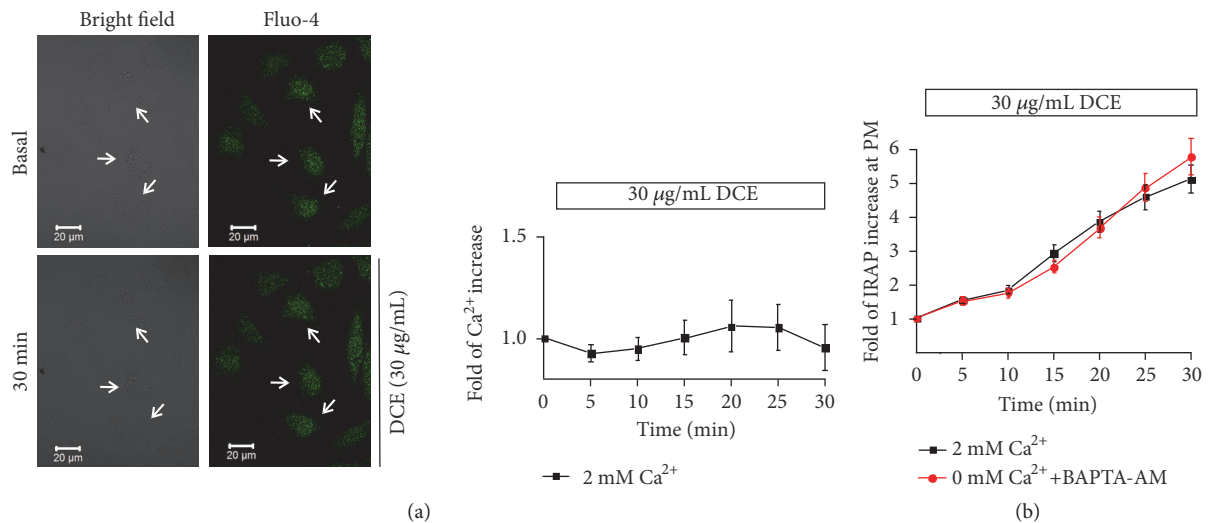 Bright field
Fluo-4
Basal
20 μm
20 μm
30 min
20 μm
20 μm
DCE (30 μg/mL)
30 μg/mL DCE
Fold of Ca²⁺ increase
1.5
1.0
0 5 10 15 20 25 30
Time (min)
2 mM Ca²⁺
(a)
30 μg/mL DCE
Fold of IRAP increase at PM
6
5
4
3
2
1
0 5 10 15 20 25 30
Time (min)
2 mM Ca²⁺
0 mM Ca²⁺ +BAPTA-AM
(b)